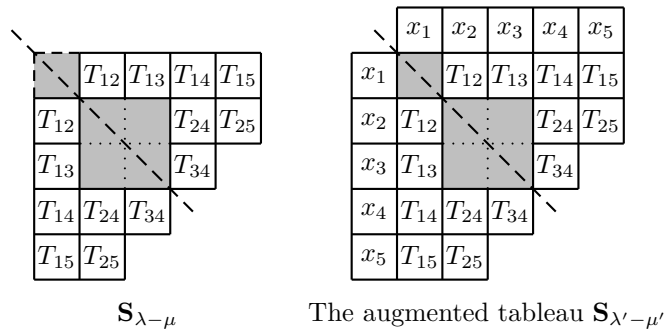 x₁ x₂ x₃ x₄ x₅
T₁₂ T₁₃ T₁₄ T₁₅ x₁ T₁₂ T₁₃ T₁₄ T₁₅
T₁₂ T₂₄ T₂₅ x₂ T₁₂ T₂₄ T₂₅
T₁₃ T₃₄ x₃ T₁₃ T₃₄
T₁₄ T₂₄ T₃₄ x₄ T₁₄ T₂₄ T₃₄
T₁₅ T₂₅ x₅ T₁₅ T₂₅
S_{λ−μ} The augmented tableau S_{λ′−μ′}